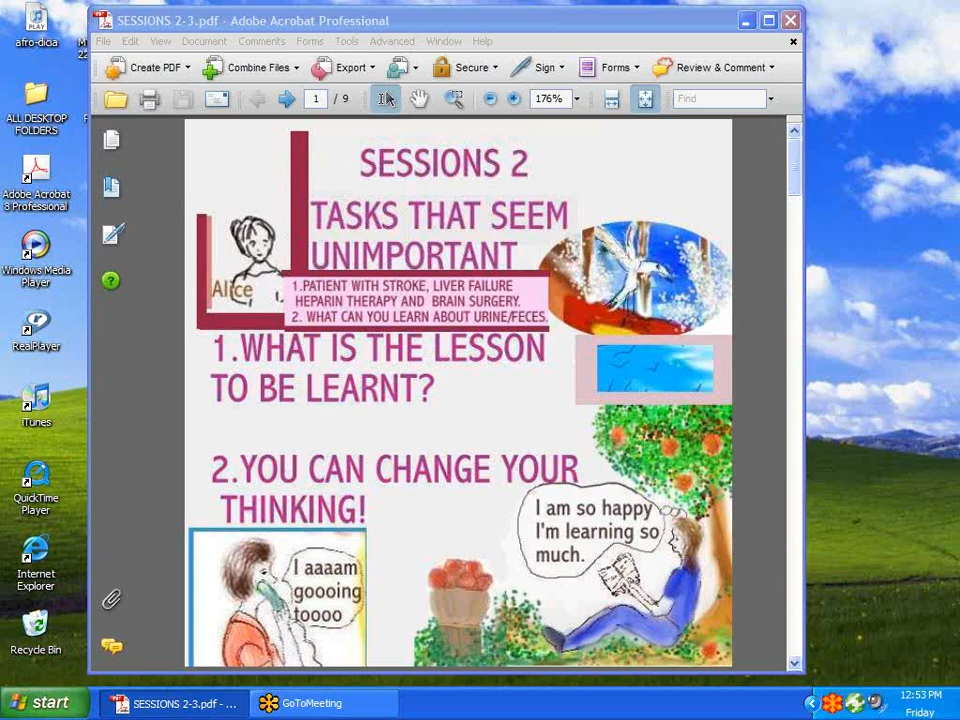 SESSIONS 2-3.pdf - Adobe Acrobat Professional
File Edit View Document Comments Forms Tools Advanced Window Help
Create PDF Combine Files Export Secure Sign Forms Review & Comment
1 / 9 176% Find
afro-dicia
ALL DESKTOP
FOLDERS
Adobe Acrobat
8 Professional
Windows Media
Player
RealPlayer
iTunes
QuickTime
Player
Internet
Explorer
Recycle Bin
SESSIONS 2
TASKS THAT SEEM
UNIMPORTANT
Alice
1.PATIENT WITH STROKE, LIVER FAILURE
HEPARIN THERAPY AND BRAIN SURGERY.
2. WHAT CAN YOU LEARN ABOUT URINE/FECES.
1.WHAT IS THE LESSON
TO BE LEARNT?
2.YOU CAN CHANGE YOUR
THINKING!
I am so happy
I'm learning so
much.
I aaaam
goooing
toooo
start
SESSIONS 2-3.pdf - ...
GoToMeeting
12:53 PM
Friday